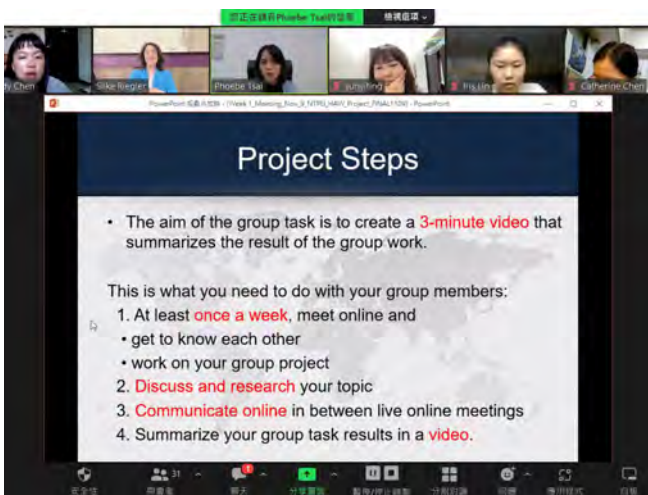 您正在觀看Phoebe Tsai的螢幕 檢視選項
fy Chen
Silke Riegler
Phoebe Tsai
Iris Lin
Catherine Chen
Project Steps
• The aim of the group task is to create a 3-minute video that
summarizes the result of the group work.
This is what you need to do with your group members:
1. At least once a week, meet online and
• get to know each other
• work on your group project
2. Discuss and research your topic
3. Communicate online in between live online meetings
4. Summarize your group task results in a video.
31
1